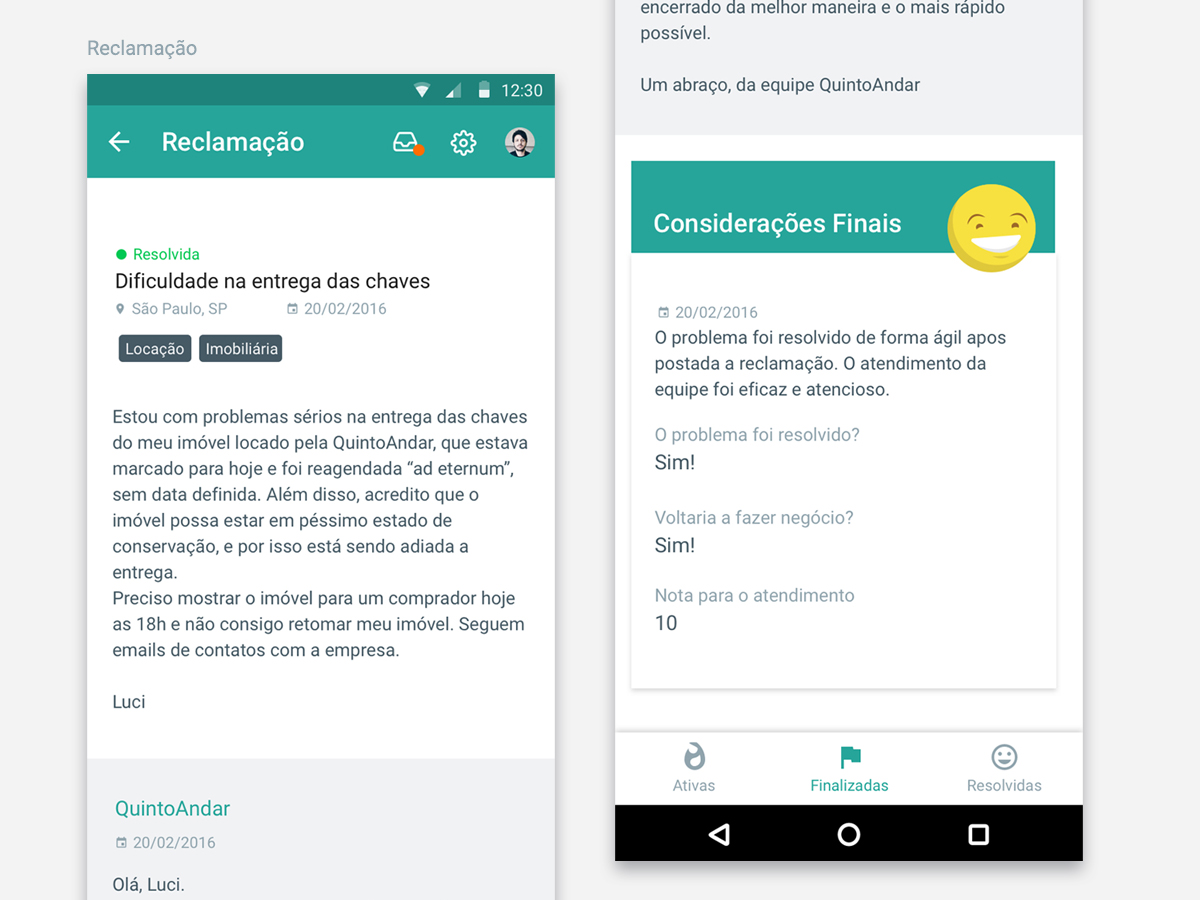 Reclamação
12:30
Reclamação
Resolvida
Dificuldade na entrega das chaves
São Paulo, SP 20/02/2016
Locação Imobiliária
Estou com problemas sérios na entrega das chaves
do meu imóvel locado pela QuintoAndar, que estava
marcado para hoje e foi reagendada “ad eternum”,
sem data definida. Além disso, acredito que o
imóvel possa estar em péssimo estado de
conservação, e por isso está sendo adiada a
entrega.
Preciso mostrar o imóvel para um comprador hoje
as 18h e não consigo retomar meu imóvel. Seguem
emails de contatos com a empresa.
Luci
QuintoAndar
20/02/2016
Olá, Luci.
encerrado da melhor maneira e o mais rápido
possível.
Um abraço, da equipe QuintoAndar
Considerações Finais
20/02/2016
O problema foi resolvido de forma ágil apos
postada a reclamação. O atendimento da
equipe foi eficaz e atencioso.
O problema foi resolvido?
Sim!
Voltaria a fazer negócio?
Sim!
Nota para o atendimento
10
Ativas Finalizadas Resolvidas